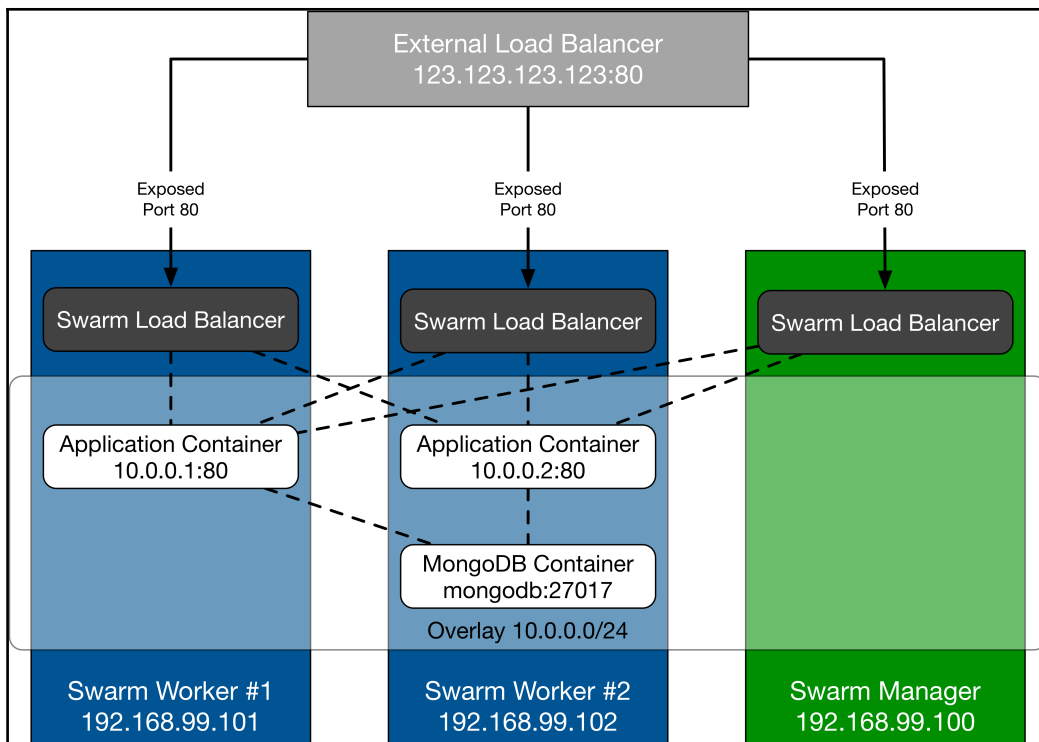 External Load Balancer
123.123.123.123:80
Exposed
Port 80
Exposed
Port 80
Exposed
Port 80
Swarm Load Balancer
Swarm Load Balancer
Swarm Load Balancer
Application Container
10.0.0.1:80
Application Container
10.0.0.2:80
MongoDB Container
mongodb:27017
Overlay 10.0.0.0/24
Swarm Worker #1
192.168.99.101
Swarm Worker #2
192.168.99.102
Swarm Manager
192.168.99.100